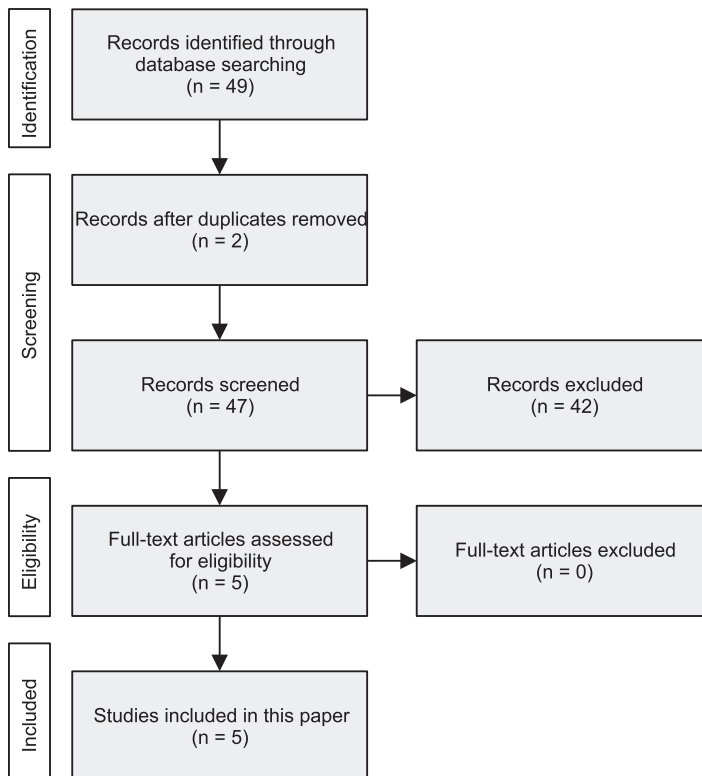 Identification
Records identified through
database searching
(n = 49)
Screening
Records after duplicates removed
(n = 2)
Records screened
(n = 47)
Records excluded
(n = 42)
Eligibility
Full-text articles assessed
for eligibility
(n = 5)
Full-text articles excluded
(n = 0)
Included
Studies included in this paper
(n = 5)